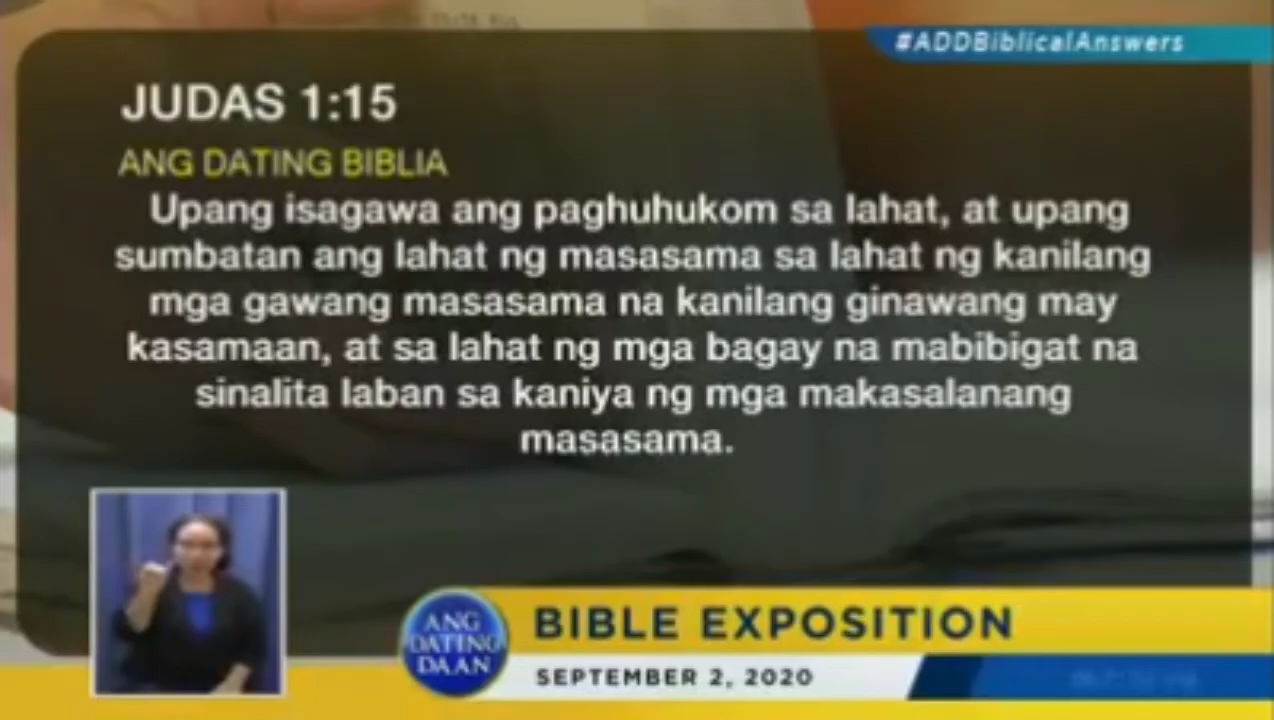 #ADDBiblicalAnswers
JUDAS 1:15
ANG DATING BIBLIA
Upang isagawa ang paghuhukom sa lahat, at upang
sumbatan ang lahat ng masasama sa lahat ng kanilang
mga gawang masasama na kanilang ginawang may
kasamaan, at sa lahat ng mga bagay na mabibigat na
sinalita laban sa kaniya ng mga makasalanang
masasama.
ANG
DATING
DAAN
BIBLE EXPOSITION
SEPTEMBER 2, 2020